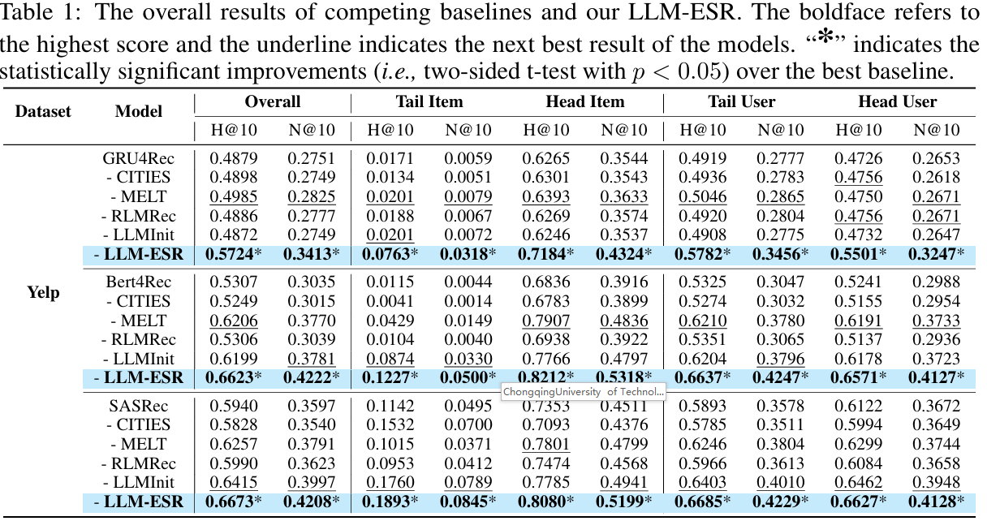 Table 1: The overall results of competing baselines and our LLM-ESR. The boldface refers to
the highest score and the underline indicates the next best result of the models. “*” indicates the
statistically significant improvements (i.e., two-sided t-test with p < 0.05) over the best baseline.
Dataset Model Overall Tail Item Head Item Tail User Head User
H@10 N@10 H@10 N@10 H@10 N@10 H@10 N@10 H@10 N@10
GRU4Rec 0.4879 0.2751 0.0171 0.0059 0.6265 0.3544 0.4919 0.2777 0.4726 0.2653
- CITIES 0.4898 0.2749 0.0134 0.0051 0.6301 0.3543 0.4936 0.2783 0.4756 0.2618
- MELT 0.4985 0.2825 0.0201 0.0079 0.6393 0.3633 0.5046 0.2865 0.4750 0.2671
- RLMRec 0.4886 0.2777 0.0188 0.0067 0.6269 0.3574 0.4920 0.2804 0.4756 0.2671
- LLMInit 0.4872 0.2749 0.0201 0.0072 0.6246 0.3537 0.4908 0.2775 0.4732 0.2647
- LLM-ESR 0.5724* 0.3413* 0.0763* 0.0318* 0.7184* 0.4324* 0.5782* 0.3456* 0.5501* 0.3247*
Yelp
Bert4Rec 0.5307 0.3035 0.0115 0.0044 0.6836 0.3916 0.5325 0.3047 0.5241 0.2988
- CITIES 0.5249 0.3015 0.0041 0.0014 0.6783 0.3899 0.5274 0.3032 0.5155 0.2954
- MELT 0.6206 0.3770 0.0429 0.0149 0.7907 0.4836 0.6210 0.3780 0.6191 0.3733
- RLMRec 0.5306 0.3039 0.0104 0.0040 0.6938 0.3922 0.5351 0.3065 0.5137 0.2936
- LLMInit 0.6199 0.3781 0.0874 0.0330 0.7766 0.4797 0.6204 0.3796 0.6178 0.3723
- LLM-ESR 0.6623* 0.4222* 0.1227* 0.0500* 0.8212* 0.5318* 0.6637* 0.4247* 0.6571* 0.4127*
ChongqingUniversity of Technol...
SASRec 0.5940 0.3597 0.1142 0.0495 0.7353 0.4511 0.5893 0.3578 0.6122 0.3672
- CITIES 0.5828 0.3540 0.1532 0.0700 0.7093 0.4376 0.5785 0.3511 0.5994 0.3649
- MELT 0.6257 0.3791 0.1015 0.0371 0.7801 0.4799 0.6246 0.3804 0.6299 0.3744
- RLMRec 0.5990 0.3623 0.0953 0.0412 0.7474 0.4568 0.5966 0.3613 0.6084 0.3658
- LLMInit 0.6415 0.3997 0.1760 0.0789 0.7785 0.4941 0.6403 0.4010 0.6462 0.3948
- LLM-ESR 0.6673* 0.4208* 0.1893* 0.0845* 0.8080* 0.5199* 0.6685* 0.4229* 0.6627* 0.4128*